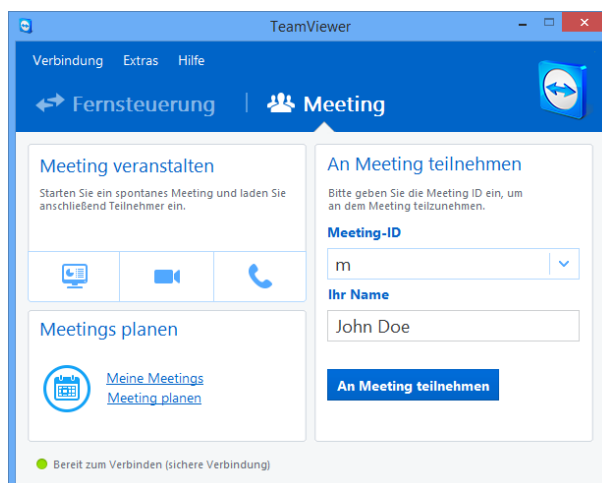 TeamViewer
Verbindung Extras Hilfe
Fernsteuerung Meeting
Meeting veranstalten
Starten Sie ein spontanes Meeting und laden Sie
anschließend Teilnehmer ein.
Meetings planen
Meine Meetings
Meeting planen
An Meeting teilnehmen
Bitte geben Sie die Meeting ID ein, um
an dem Meeting teilzunehmen.
Meeting-ID
m
Ihr Name
John Doe
An Meeting teilnehmen
Bereit zum Verbinden (sichere Verbindung)